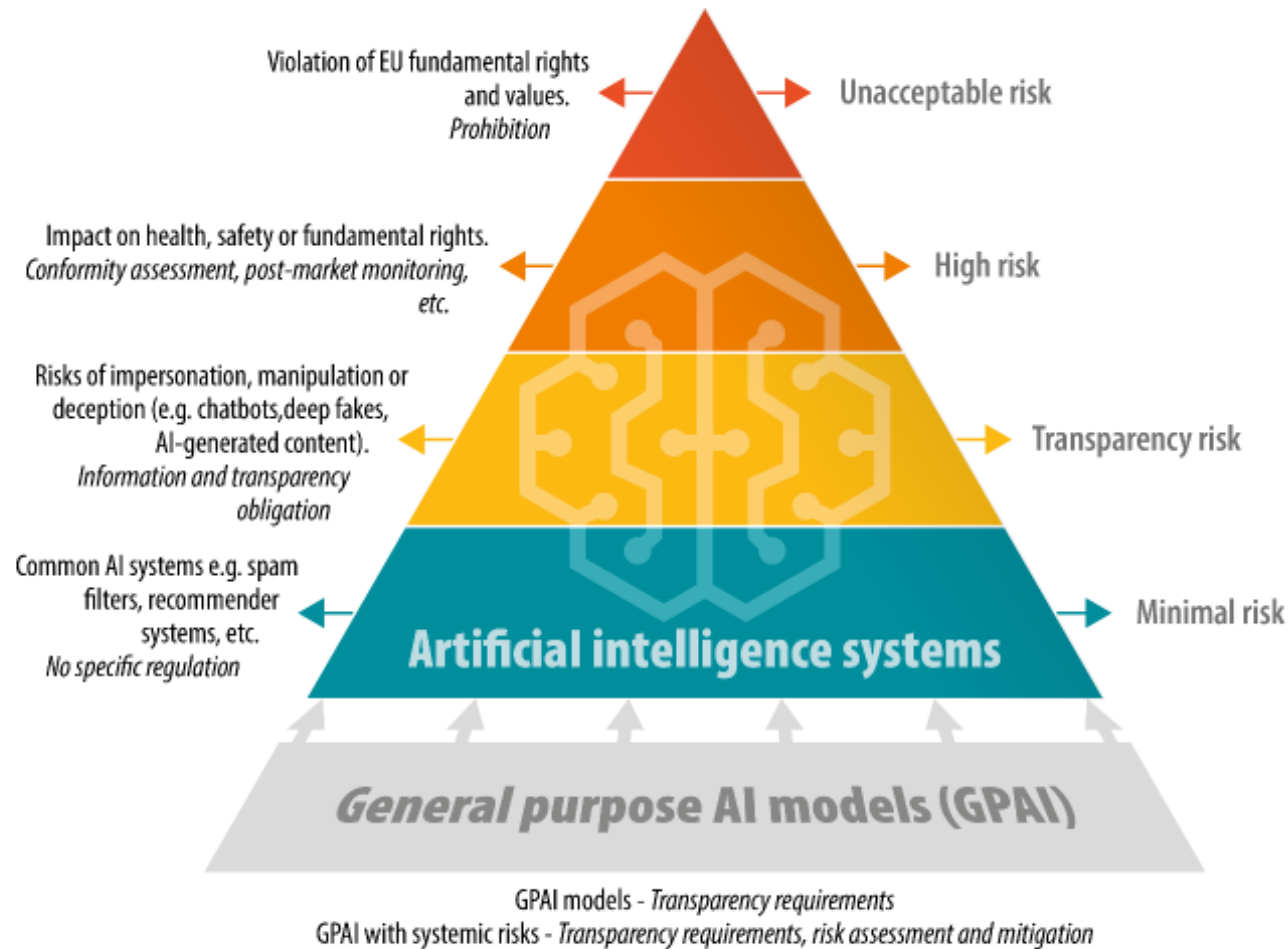 Violation of EU fundamental rights
and values.
Prohibition
Unacceptable risk
Impact on health, safety or fundamental rights.
Conformity assessment, post-market monitoring,
etc.
High risk
Risks of impersonation, manipulation or
deception (e.g. chatbots,deep fakes,
AI-generated content).
Information and transparency
obligation
Transparency risk
Common AI systems e.g. spam
filters, recommender
systems, etc.
No specific regulation
Minimal risk
Artificial intelligence systems
General purpose AI models (GPAI)
GPAI models - Transparency requirements
GPAI with systemic risks - Transparency requirements, risk assessment and mitigation